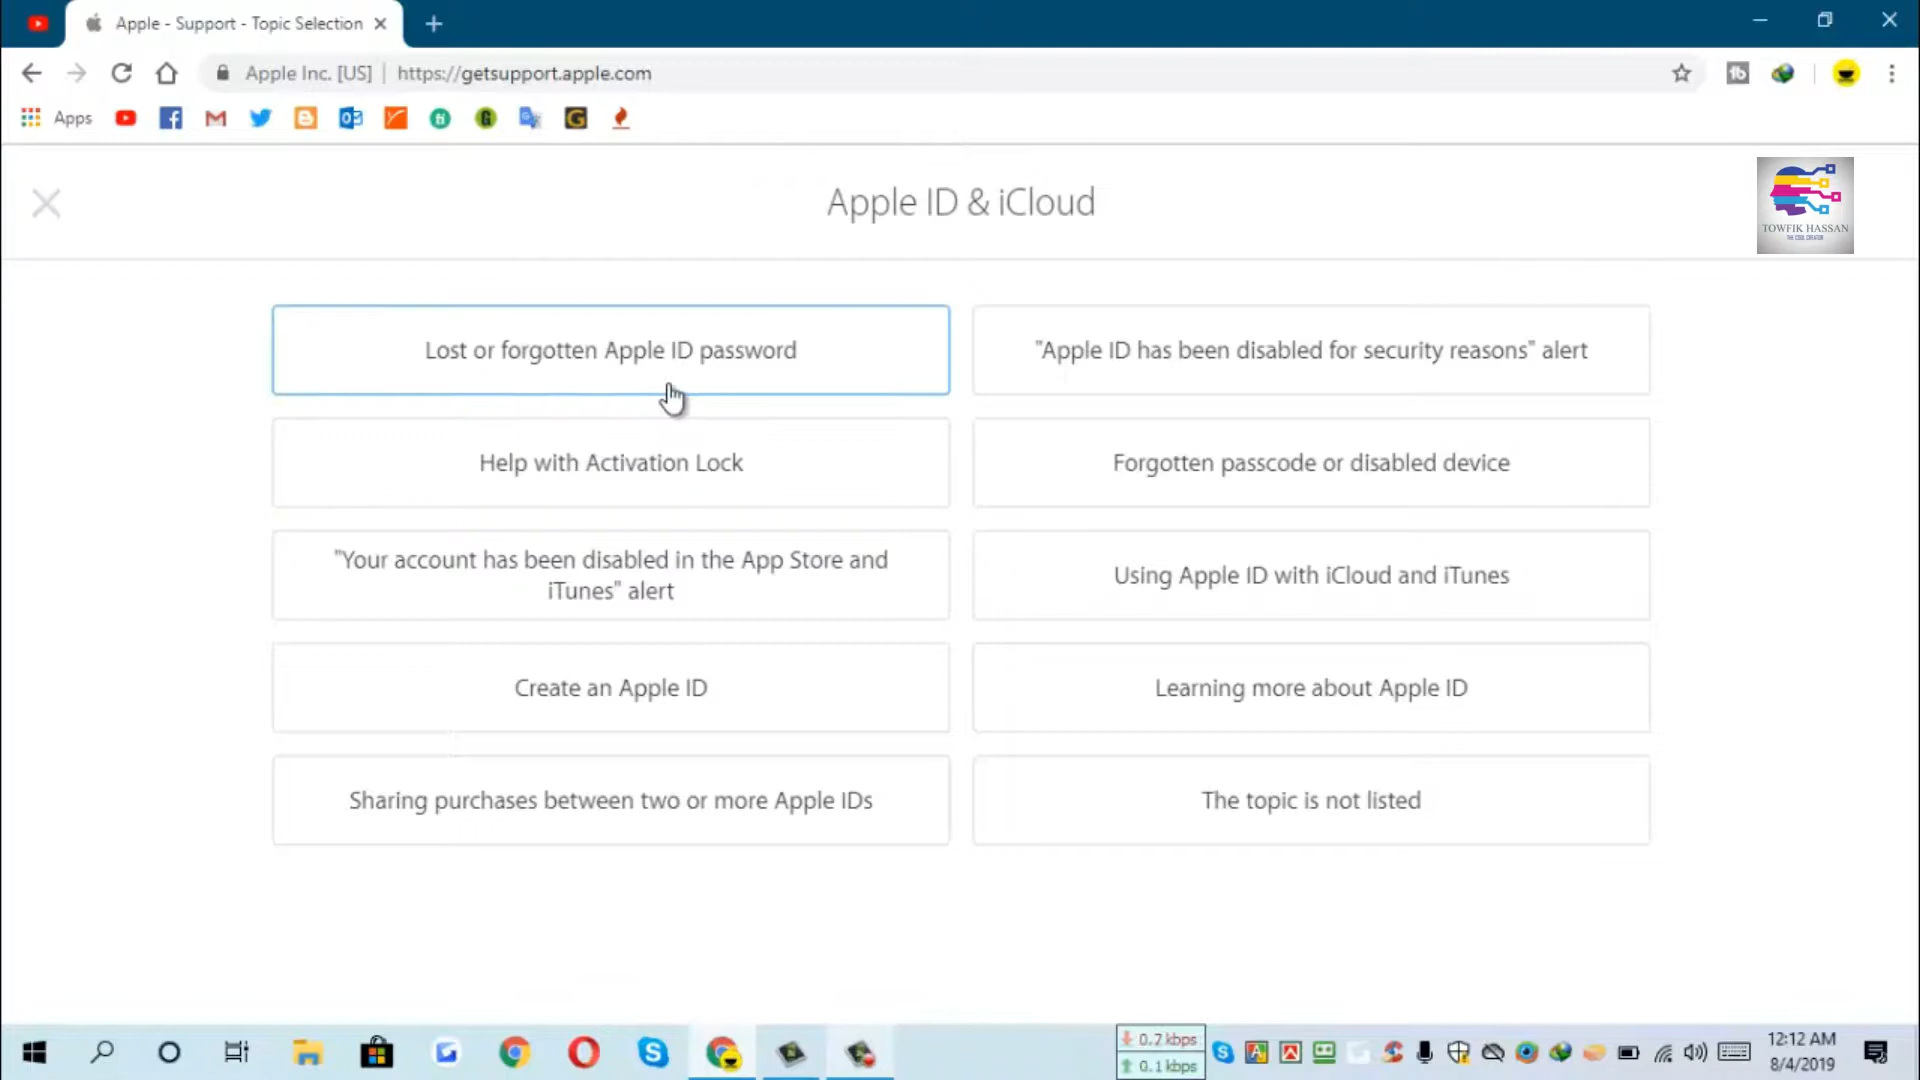 Apple - Support - Topic Selection
Apple Inc. [US] | https://getsupport.apple.com
Apps
Apple ID & iCloud
TOWFIK HASSAN
THE COOL CREATOR
Lost or forgotten Apple ID password
"Apple ID has been disabled for security reasons" alert
Help with Activation Lock
Forgotten passcode or disabled device
"Your account has been disabled in the App Store and
iTunes" alert
Using Apple ID with iCloud and iTunes
Create an Apple ID
Learning more about Apple ID
Sharing purchases between two or more Apple IDs
The topic is not listed
0.7 kbps
0.1 kbps
12:12 AM
8/4/2019